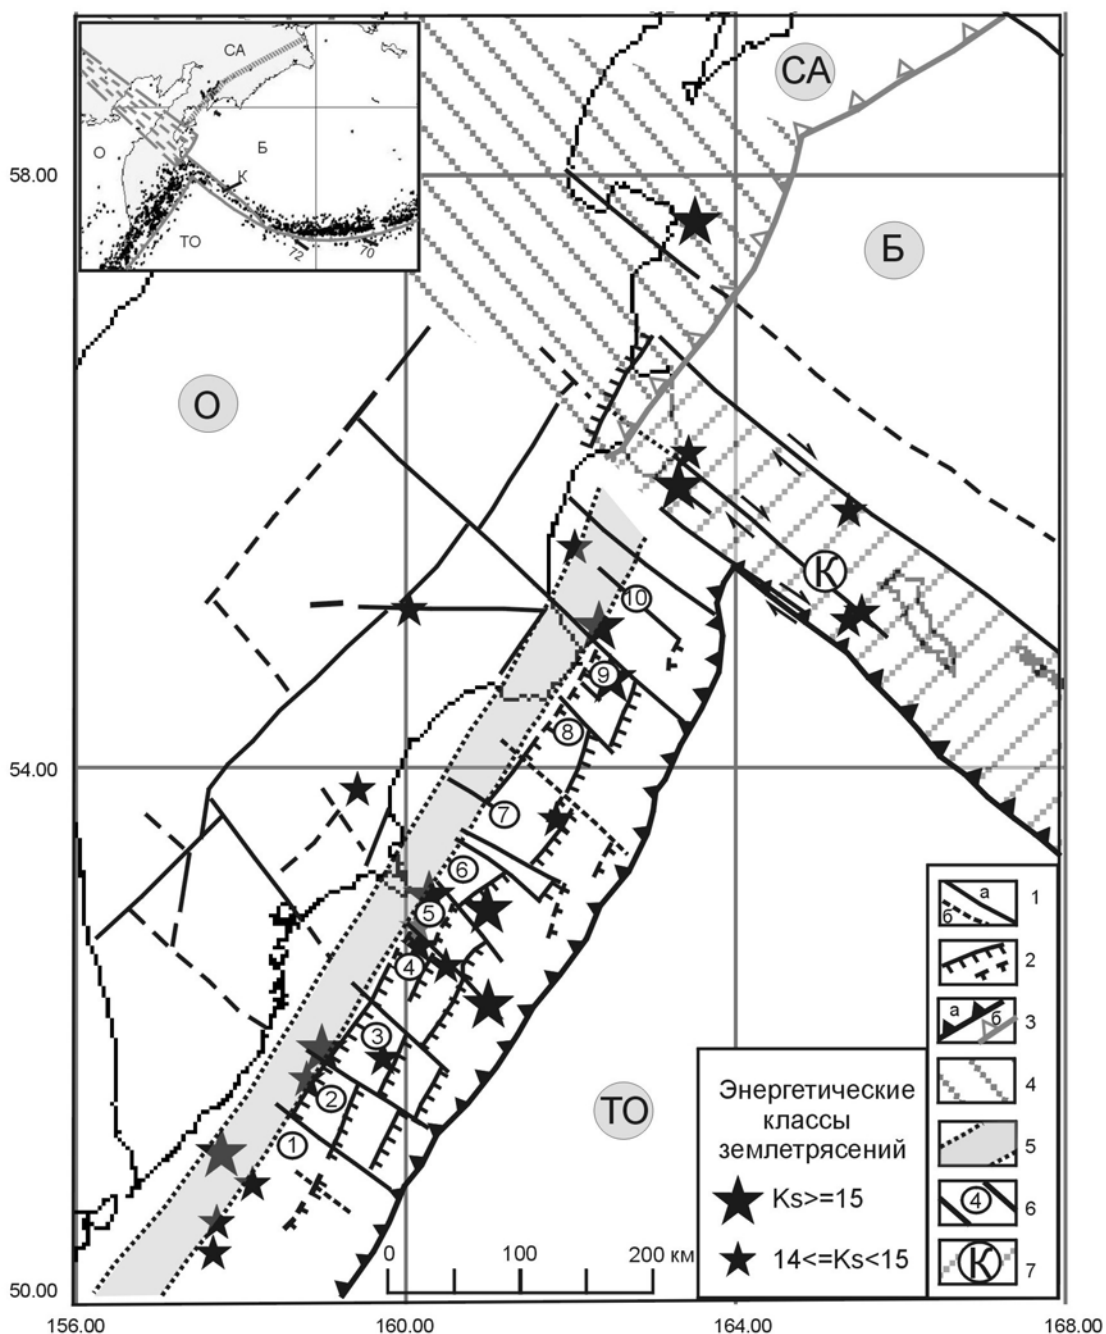 СА
О
Б
К
ТО
72
70
СА
58.00
Б
О
К
10
9
8
54.00
7
6
5
4
3
2
1
ТО
а
б
1
2
а
б
3
4
5
4
6
К
7
Энергетические
классы
землетрясений
Ks>=15
14<=Ks<15
0
100
200 км
50.00
156.00
160.00
164.00
168.00